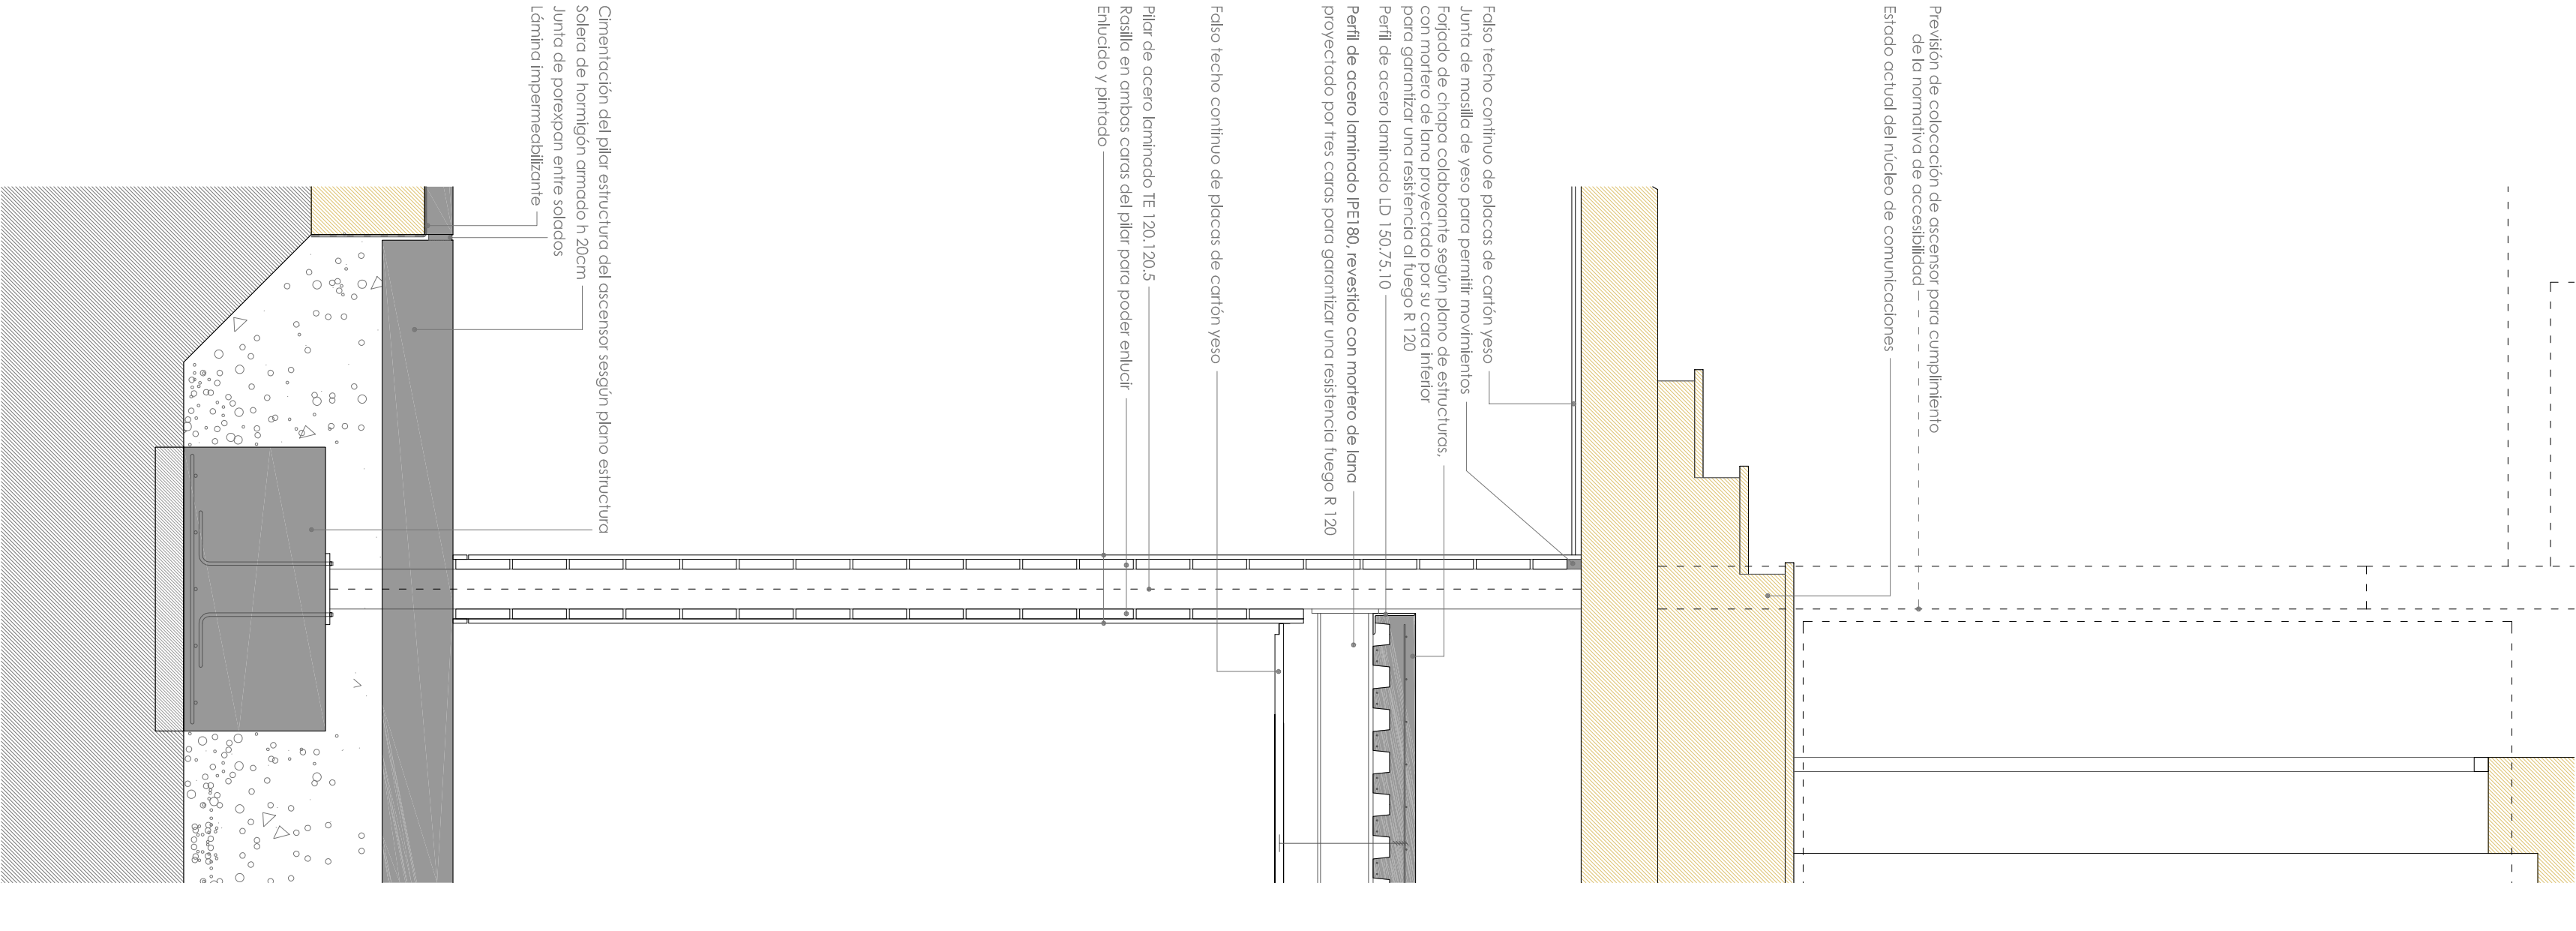 Previsión de colocación de ascensor para cumplimiento
de la normativa de accesibilidad
Estado actual del núcleo de comunicaciones
Falso techo continuo de placas de cartón yeso
Junta de masilla de yeso para permitir movimientos
Forjado de chapa colaborante según plano de estructuras,
con mortero de lana proyectado por su cara inferior
para garantizar una resistencia al fuego R 120
Perfil de acero laminado LD 150.75.10
Perfil de acero laminado IPE180, revestido con mortero de lana
proyectado por tres caras para garantizar una resistencia fuego R 120
Falso techo continuo de placas de cartón yeso
Pilar de acero laminado TE 120.120.5
Rasilla en ambas caras del pilar para poder enlucir
Enlucido y pintado
Cimentación del pilar estructura del ascensor sesgún plano estructura
Solera de hormigón armado h 20cm
Junta de porexpan entre solados
Lámina impermeabilizante